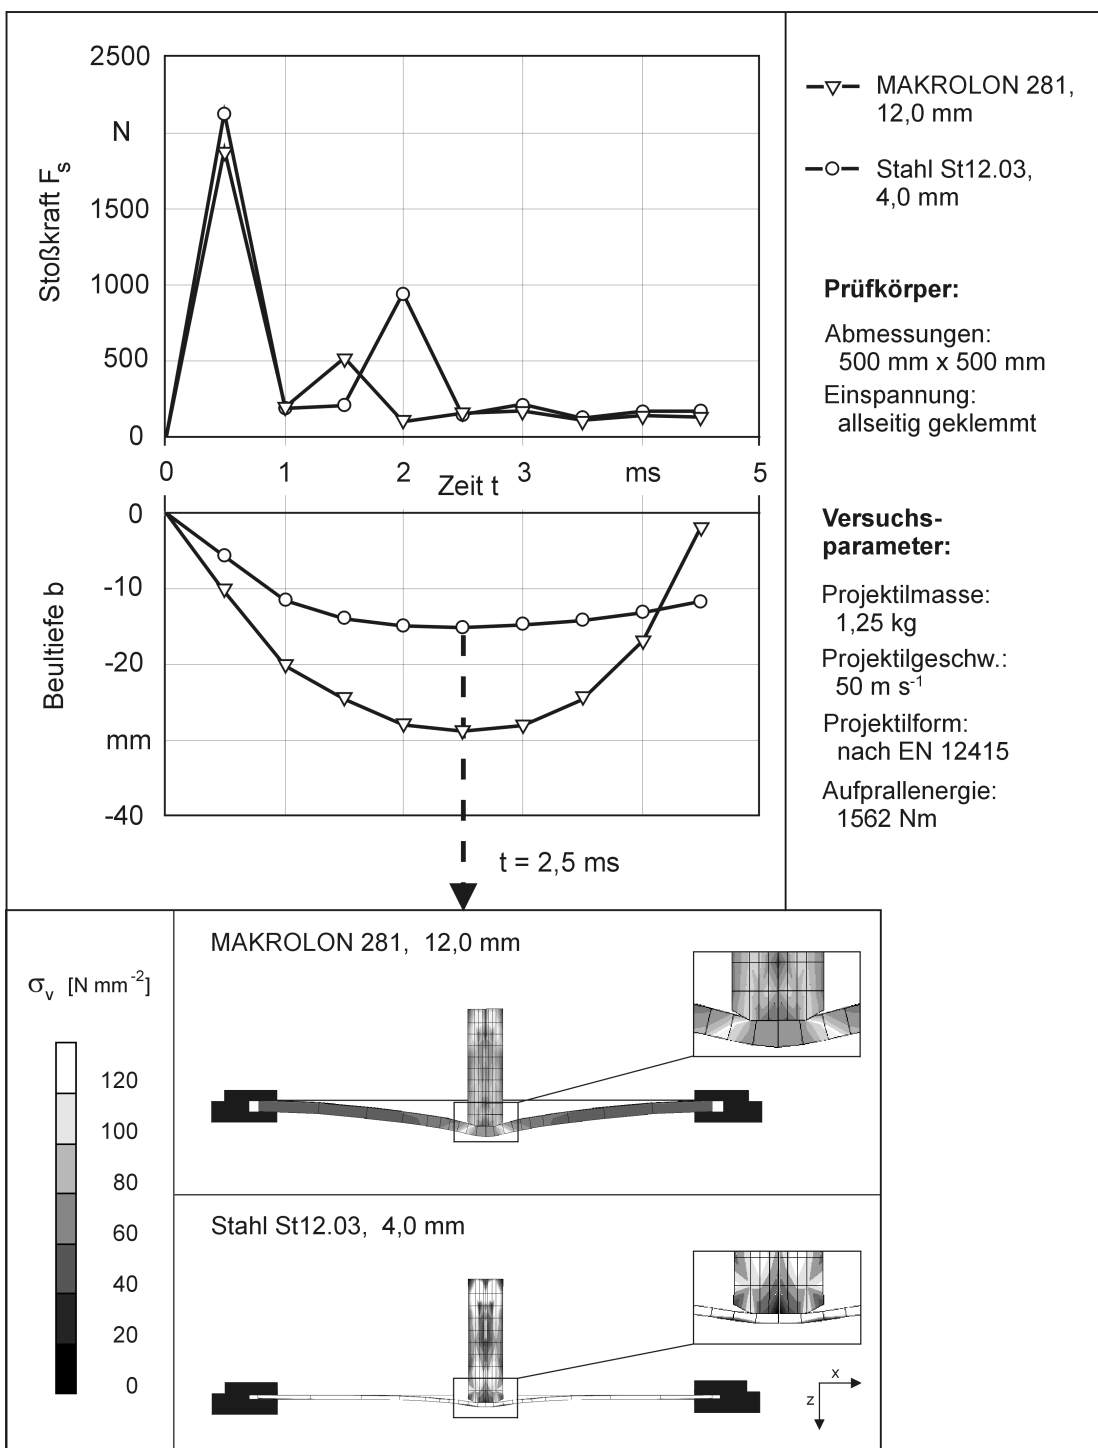 2500
N
1500
1000
500
0
Stoßkraft Fs
0 1 2 3 ms 5
Zeit t
0
-10
-20
mm
-40
Beultiefe b
t = 2,5 ms
MAKROLON 281,
12,0 mm
Stahl St12.03,
4,0 mm
Prüfkörper:
Abmessungen:
500 mm x 500 mm
Einspannung:
allseitig geklemmt
Versuchs-
parameter:
Projektilmasse:
1,25 kg
Projektilgeschw.:
50 m s-1
Projektilform:
nach EN 12415
Aufprallenergie:
1562 Nm
σv [N mm-2]
120
100
80
60
40
20
0
MAKROLON 281, 12,0 mm
Stahl St12.03, 4,0 mm
x
z